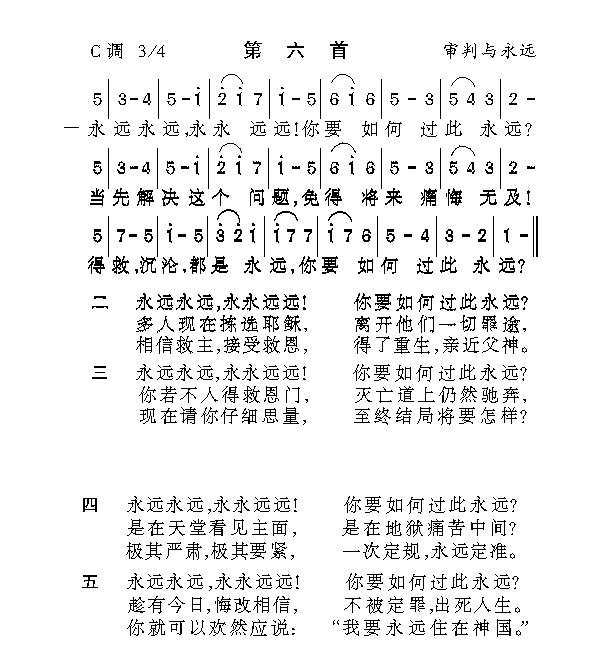 C调 3/4 第六首 审判与永远
5 | 3-4 | 5-i̇ | 2̇ i̇ 7 | i̇-5 | 6 i̇ 6 | 5-3 | 5 4 3 | 2-
一 永远永远,永永 远远!你要 如何 过此 永远?
5 | 3-4 | 5-i̇ | 2̇ i̇ 7 | i̇-5 | 6 i̇ 6 | 5-3 | 5 4 3 | 2-
当先解决这个 问题,免得 将来 痛悔 无及!
5 | 7-5 | i̇-5 | 3̇ 2̇ i̇ | i̇ 7 7 | i̇ 7 6 | 5-4 | 3-2 | 1-‖
得救,沉沦,都是 永远,你要 如何 过此 永远?
二 永远永远,永永远远! 你要如何过此永远?
多人现在拣选耶稣, 离开他们一切罪途,
相信救主,接受救恩, 得了重生,亲近父神。
三 永远永远,永永远远! 你要如何过此永远?
你若不入得救恩门, 灭亡道上仍然驰奔,
现在请你仔细思量, 至终结局将要怎样?
四 永远永远,永永远远! 你要如何过此永远?
是在天堂看见主面, 是在地狱痛苦中间?
极其严肃,极其要紧, 一次定规,永远定准。
五 永远永远,永永远远! 你要如何过此永远?
趁有今日,悔改相信, 不被定罪,出死入生。
你就可以欢然应说: “我要永远住在神国。”